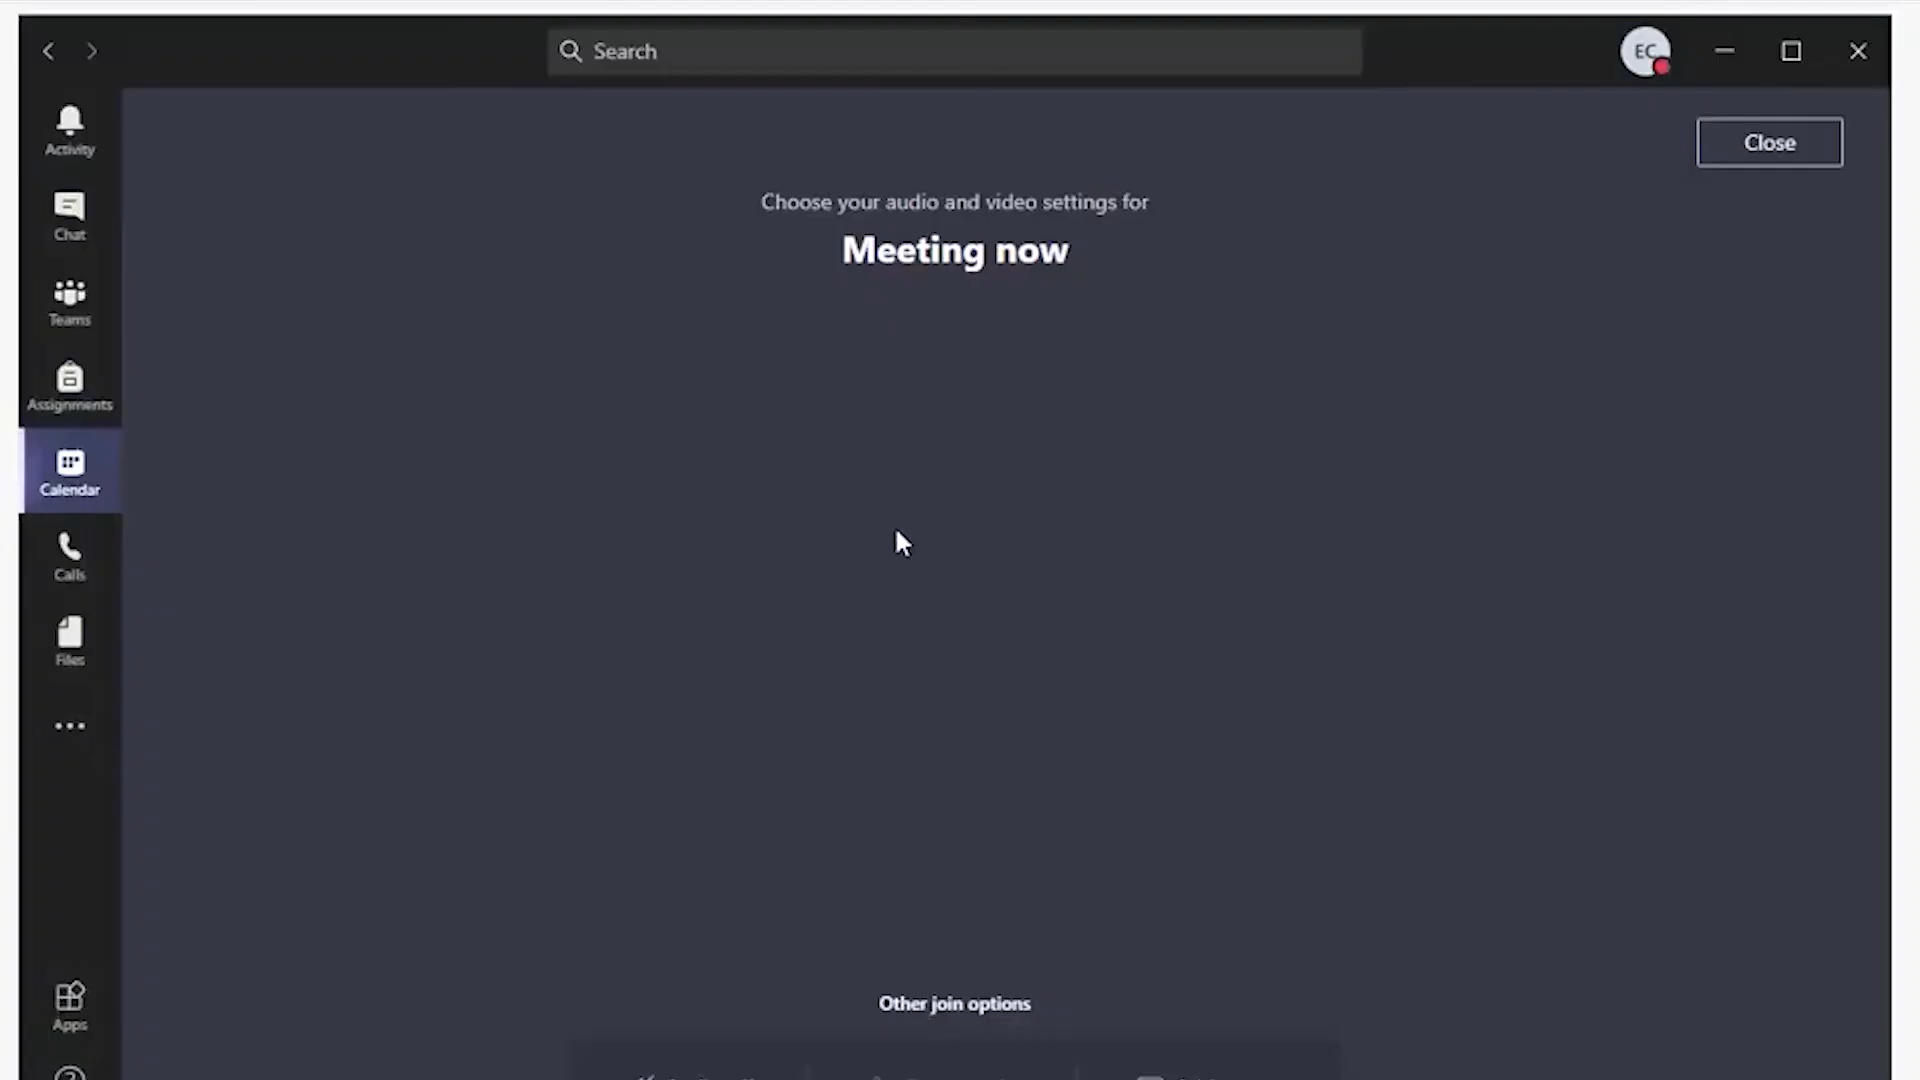 Search
EC
Activity
Close
Chat
Choose your audio and video settings for
Meeting now
Teams
Assignments
Calendar
Calls
Files
Other join options
Apps